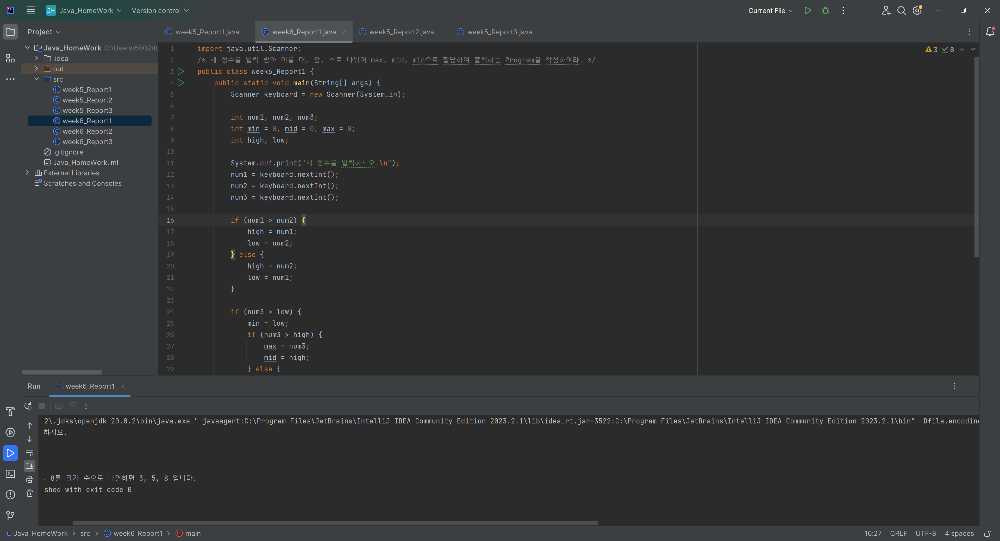 JH Java_HomeWork Version control Current File
Project
week5_Report1.java week6_Report1.java week5_Report2.java week5_Report3.java
Java_HomeWork C:\Users\5002\
.idea
out
src
week5_Report1
week5_Report2
week5_Report3
week6_Report1
week6_Report2
week6_Report3
.gitignore
Java_HomeWork.iml
External Libraries
Scratches and Consoles
3 8
1 import java.util.Scanner;
2 /* 세 정수를 입력 받아 이를 대, 중, 소로 나뉘어 max, mid, min으로 할당하여 출력하는 Program을 작성하여라. */
3 public class week6_Report1 {
4 public static void main(String[] args) {
5 Scanner keyboard = new Scanner(System.in);
6
7 int num1, num2, num3;
8 int min = 0, mid = 0, max = 0;
9 int high, low;
10
11 System.out.print("세 정수를 입력하시오.\n");
12 num1 = keyboard.nextInt();
13 num2 = keyboard.nextInt();
14 num3 = keyboard.nextInt();
15
16 if (num1 > num2) {
17 high = num1;
18 low = num2;
19 } else {
20 high = num2;
21 low = num1;
22 }
23
24 if (num3 > low) {
25 min = low;
26 if (num3 > high) {
27 max = num3;
28 mid = high;
29 } else {
Run week6_Report1
2\.jdks\openjdk-20.0.2\bin\java.exe "-javaagent:C:\Program Files\JetBrains\IntelliJ IDEA Community Edition 2023.2.1\lib\idea_rt.jar=3522:C:\Program Files\JetBrains\IntelliJ IDEA Community Edition 2023.2.1\bin" -Dfile.encoding
하시오.
, 8를 크기 순으로 나열하면 3, 5, 8 입니다.
shed with exit code 0
Java_HomeWork > src > week6_Report1 > main
16:27 CRLF UTF-8 4 spaces